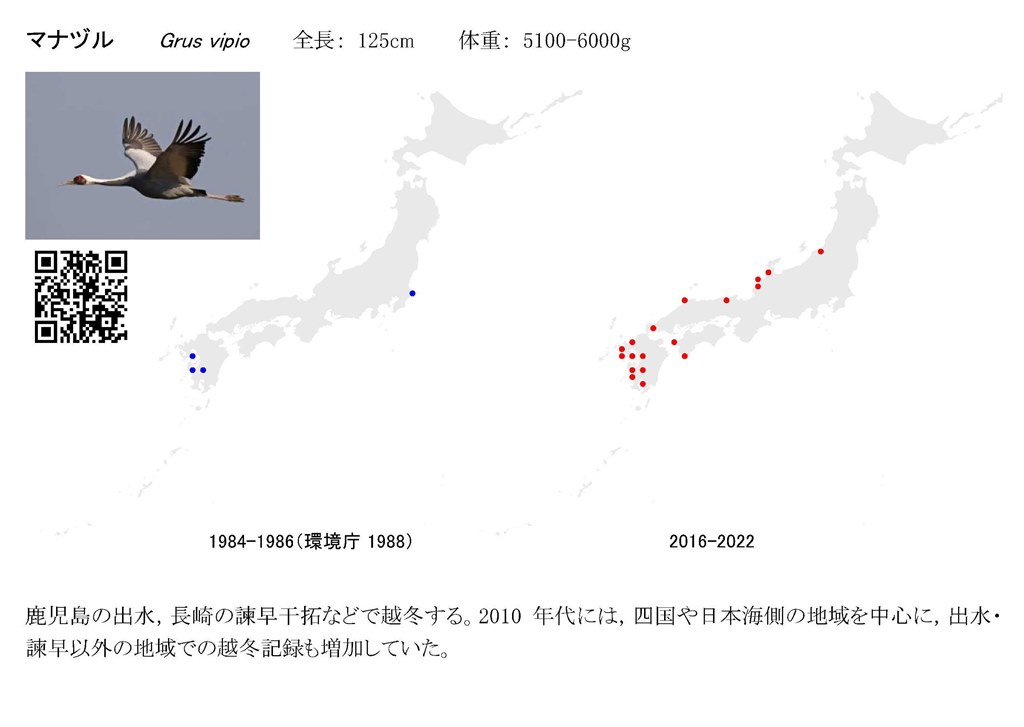 マナヅル Grus vipio 全長: 125cm 体重: 5100-6000g
1984-1986(環境庁 1988)
2016-2022
鹿児島の出水,長崎の諫早干拓などで越冬する。2010 年代には,四国や日本海側の地域を中心に,出水・
諫早以外の地域での越冬記録も増加していた。